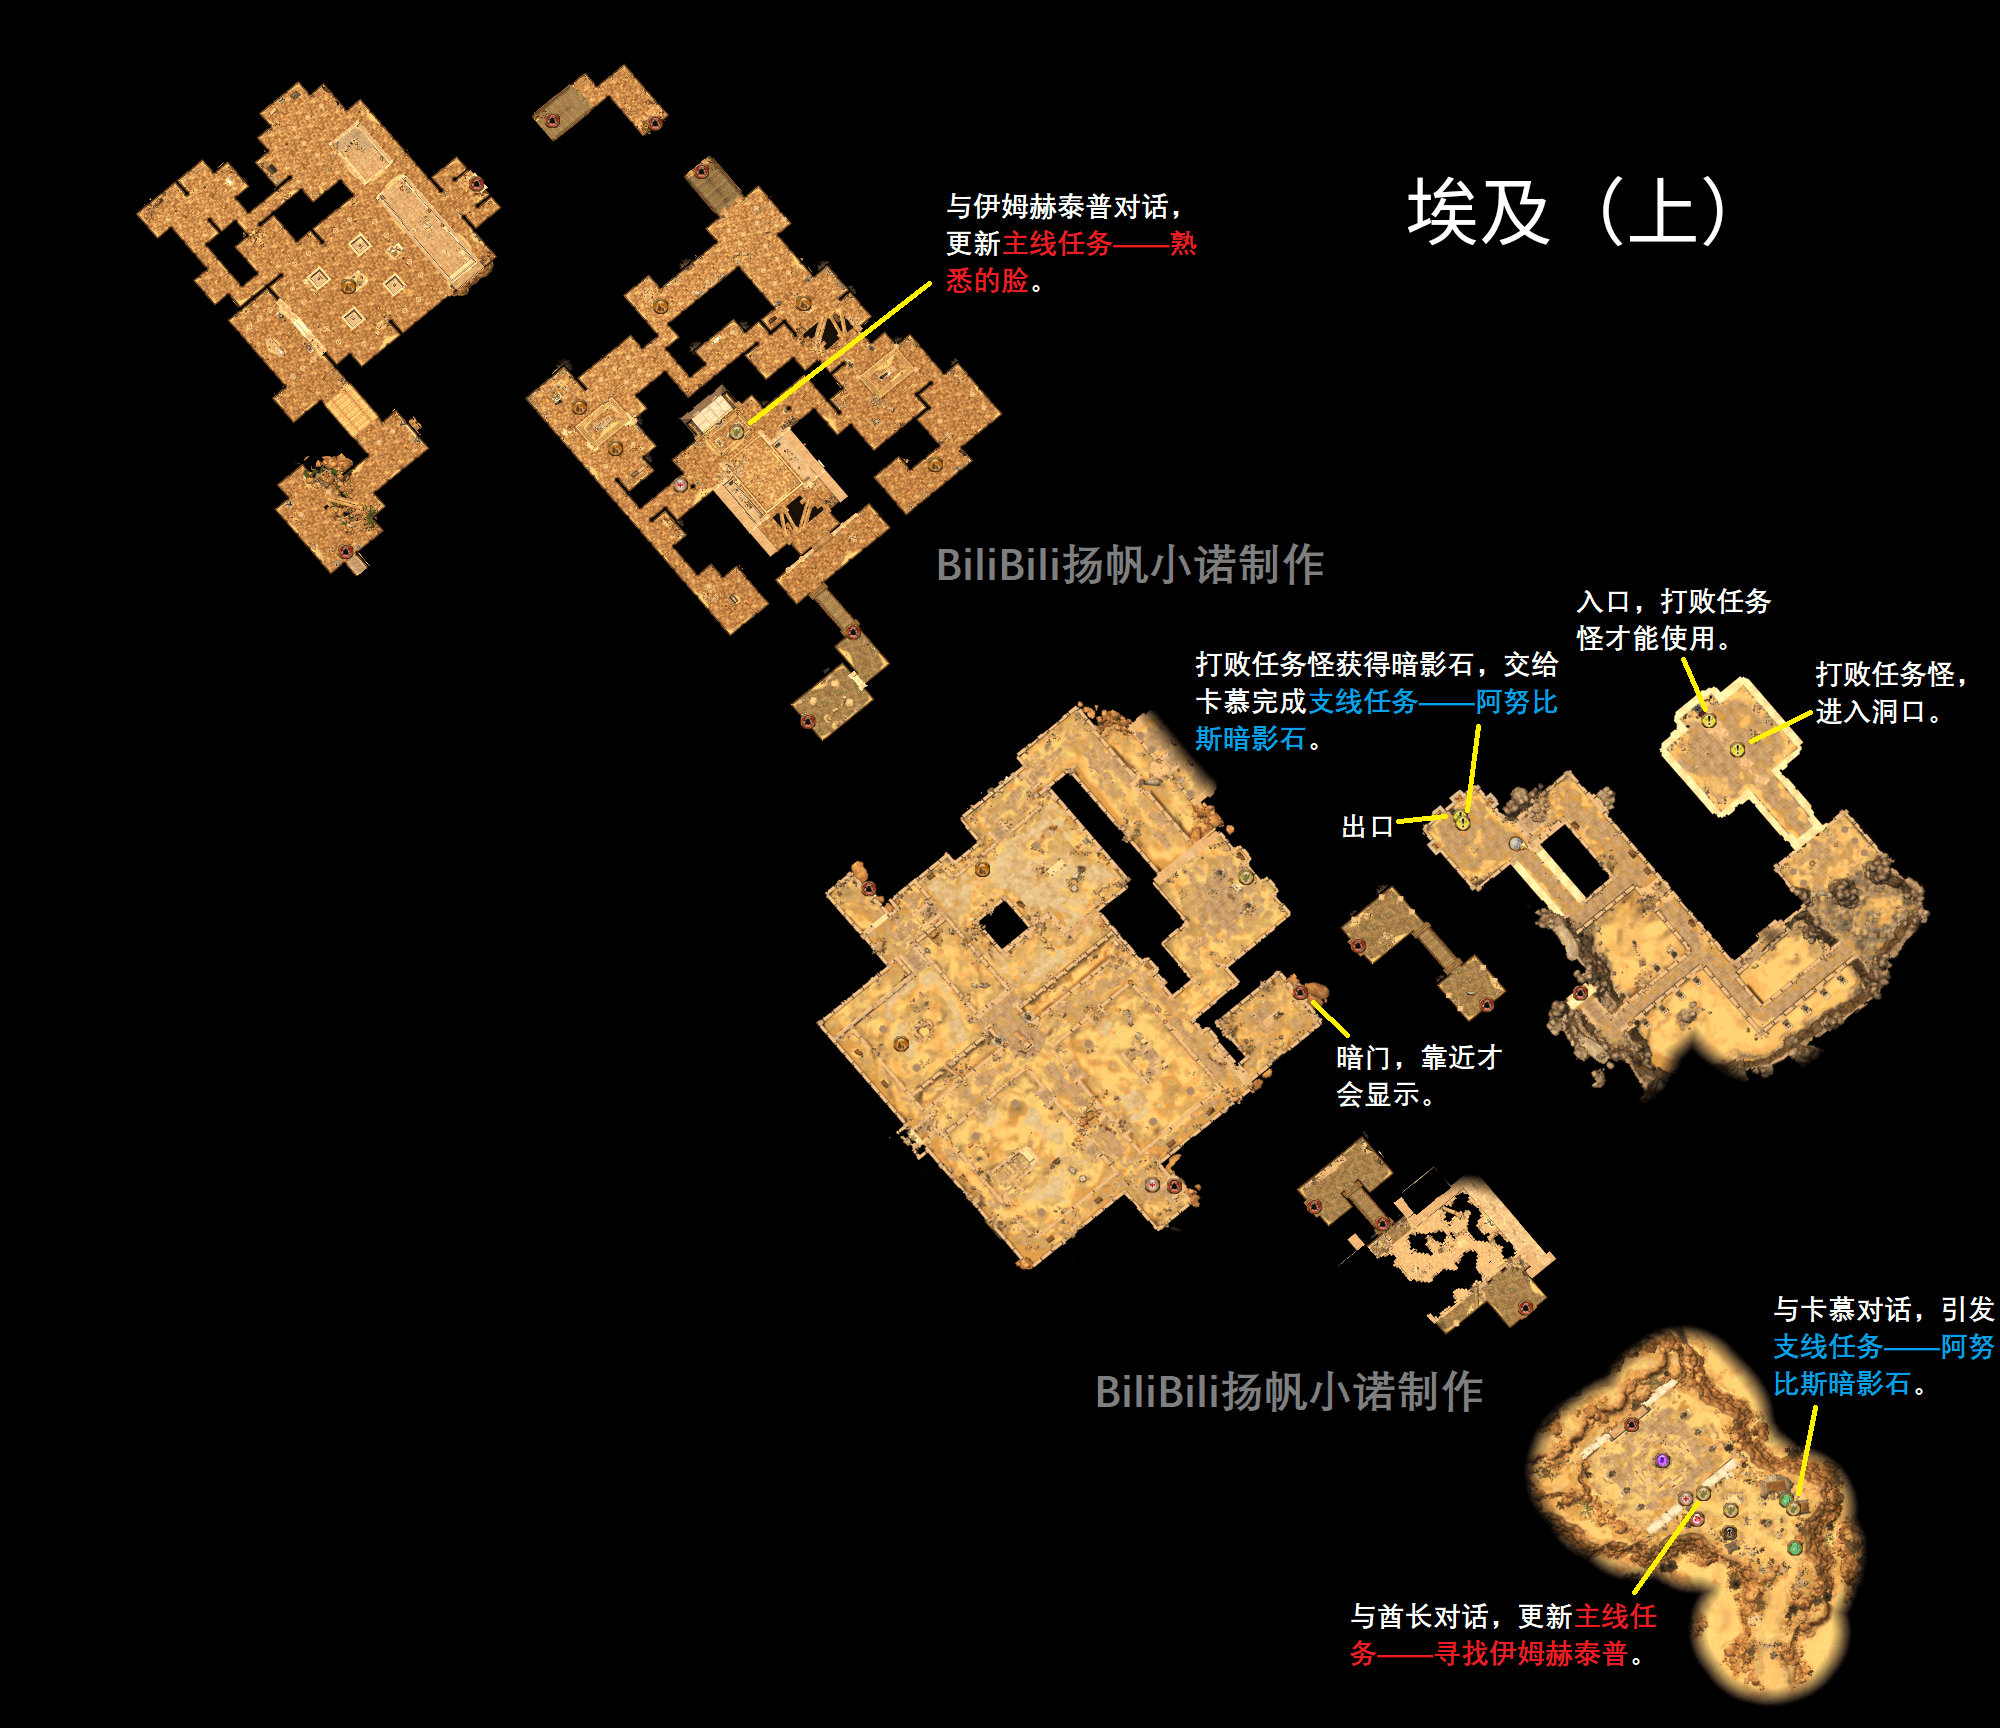 埃及（上）
与伊姆赫泰普对话，
更新主线任务——熟
悉的脸。
BiliBili扬帆小诺制作
入口，打败任务
怪才能使用。
打败任务怪获得暗影石，交给
卡慕完成支线任务——阿努比
斯暗影石。
打败任务怪，
进入洞口。
出口
暗门，靠近才
会显示。
与卡慕对话，引发
支线任务——阿努
比斯暗影石。
BiliBili扬帆小诺制作
与酋长对话，更新主线任
务——寻找伊姆赫泰普。